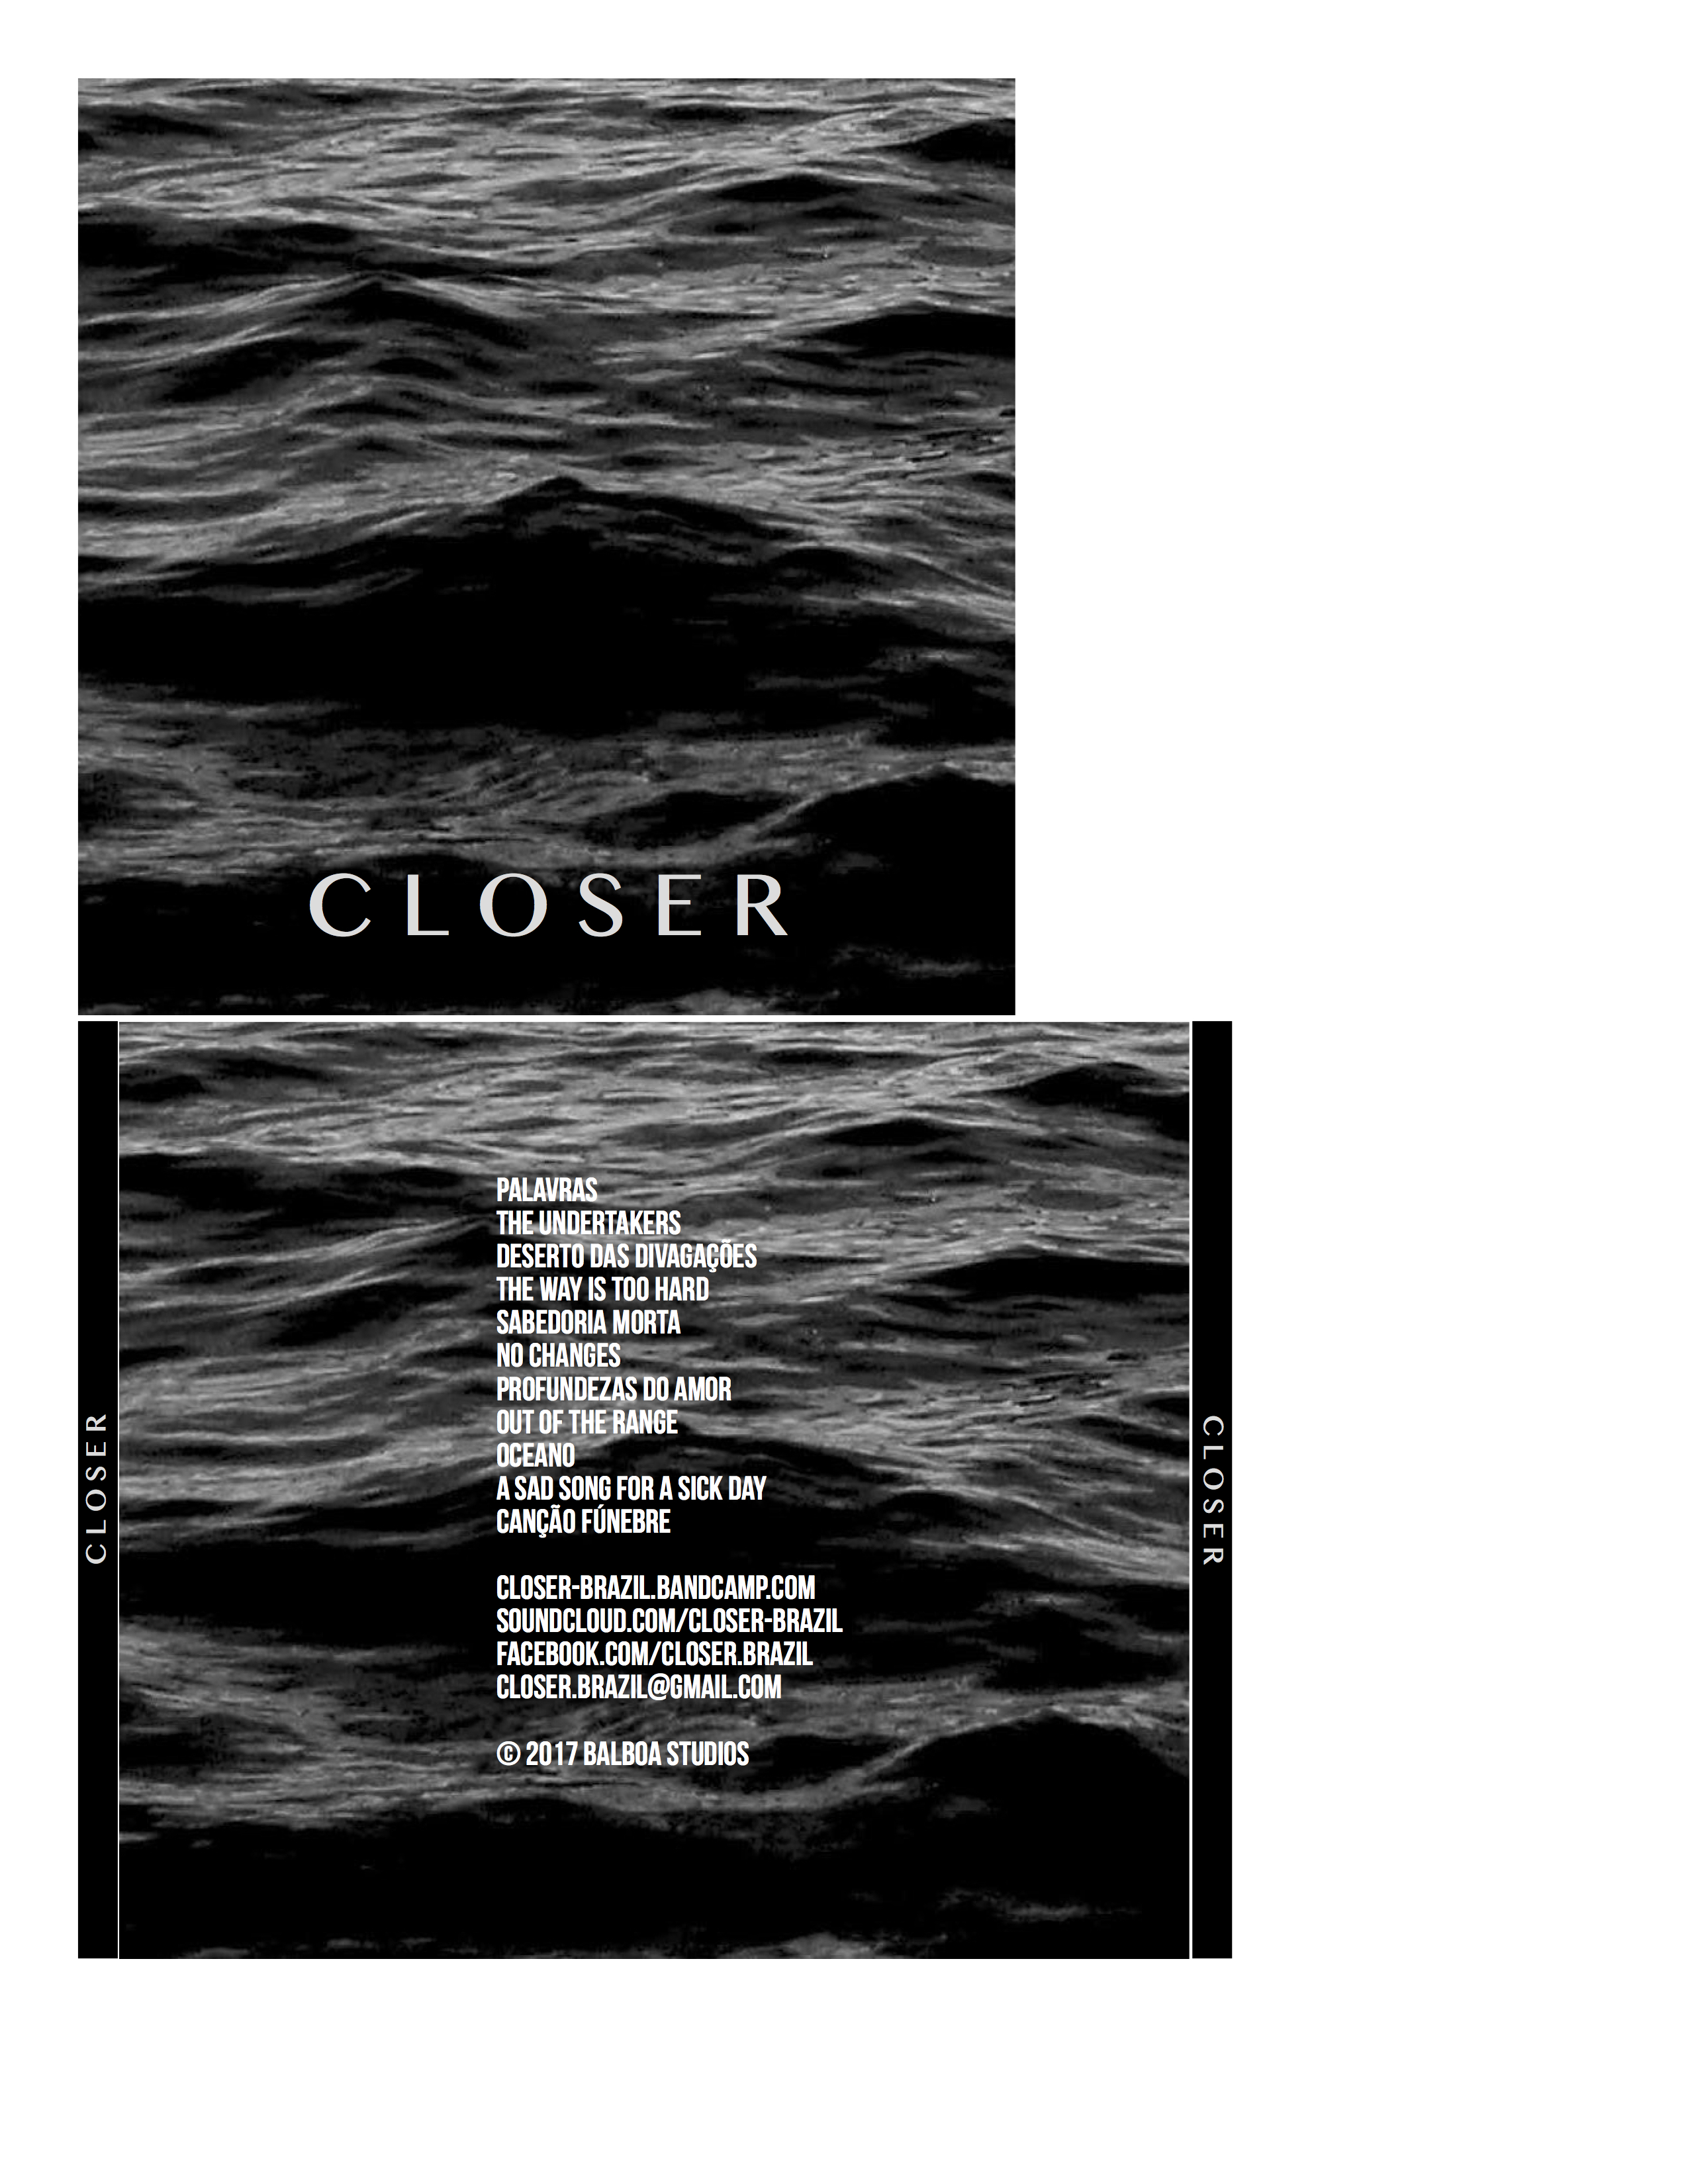 CLOSER
CLOSER
PALAVRAS
THE UNDERTAKERS
DESERTO DAS DIVAGAÇÕES
THE WAY IS TOO HARD
SABEDORIA MORTA
NO CHANGES
PROFUNDEZAS DO AMOR
OUT OF THE RANGE
OCEANO
A SAD SONG FOR A SICK DAY
CANÇÃO FÚNEBRE
CLOSER-BRAZIL.BANDCAMP.COM
SOUNDCLOUD.COM/CLOSER-BRAZIL
FACEBOOK.COM/CLOSER.BRAZIL
CLOSER.BRAZIL@GMAIL.COM
© 2017 BALBOA STUDIOS
CLOSER